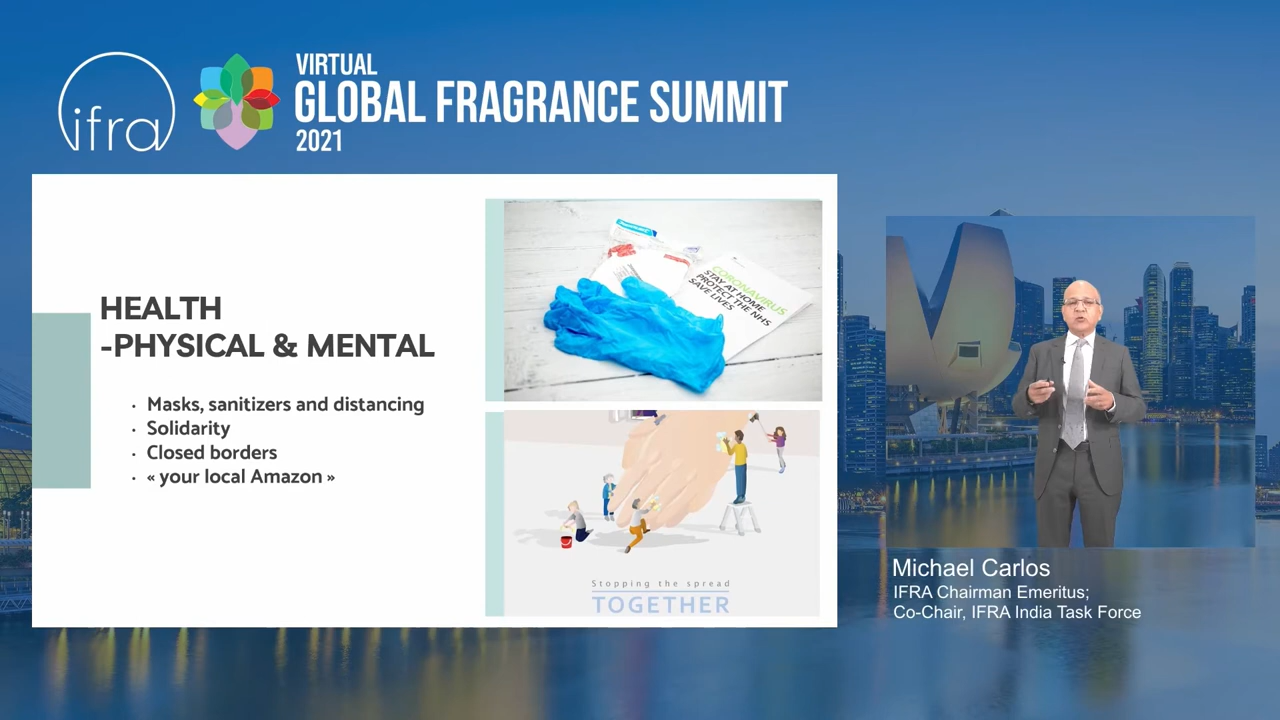 ifra
VIRTUAL
GLOBAL FRAGRANCE SUMMIT
2021
HEALTH
-PHYSICAL & MENTAL
· Masks, sanitizers and distancing
· Solidarity
· Closed borders
· « your local Amazon »
CORONAVIRUS
STAY AT HOME
PROTECT THE NHS
SAVE LIVES
Stopping the spread
TOGETHER
Michael Carlos
IFRA Chairman Emeritus;
Co-Chair, IFRA India Task Force